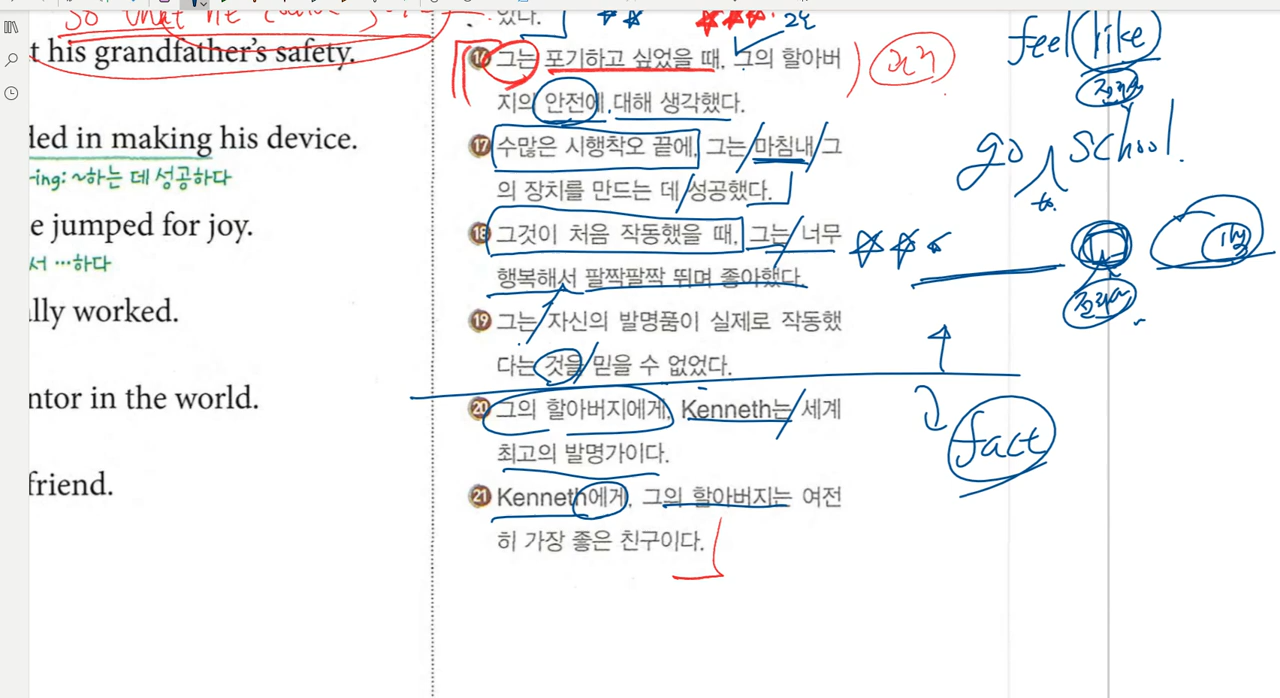 so what he
t his grandfather's safety.
led in making his device.
-ing: ~하는 데 성공하다
e jumped for joy.
서 …하다
lly worked.
ntor in the world.
friend.
있다.
⑯ 그는 포기하고 싶었을 때, 그의 할아버
지의 안전에 대해 생각했다.
⑰ 수많은 시행착오 끝에, 그는 마침내 그
의 장치를 만드는 데 성공했다.
⑱ 그것이 처음 작동했을 때, 그는 너무
행복해서 팔짝팔짝 뛰며 좋아했다.
⑲ 그는 자신의 발명품이 실제로 작동했
다는 것을 믿을 수 없었다.
⑳ 그의 할아버지에게, Kenneth는 세계
최고의 발명가이다.
㉑ Kenneth에게, 그의 할아버지는 여전
히 가장 좋은 친구이다.
feel like
go school.
to
ing
fact